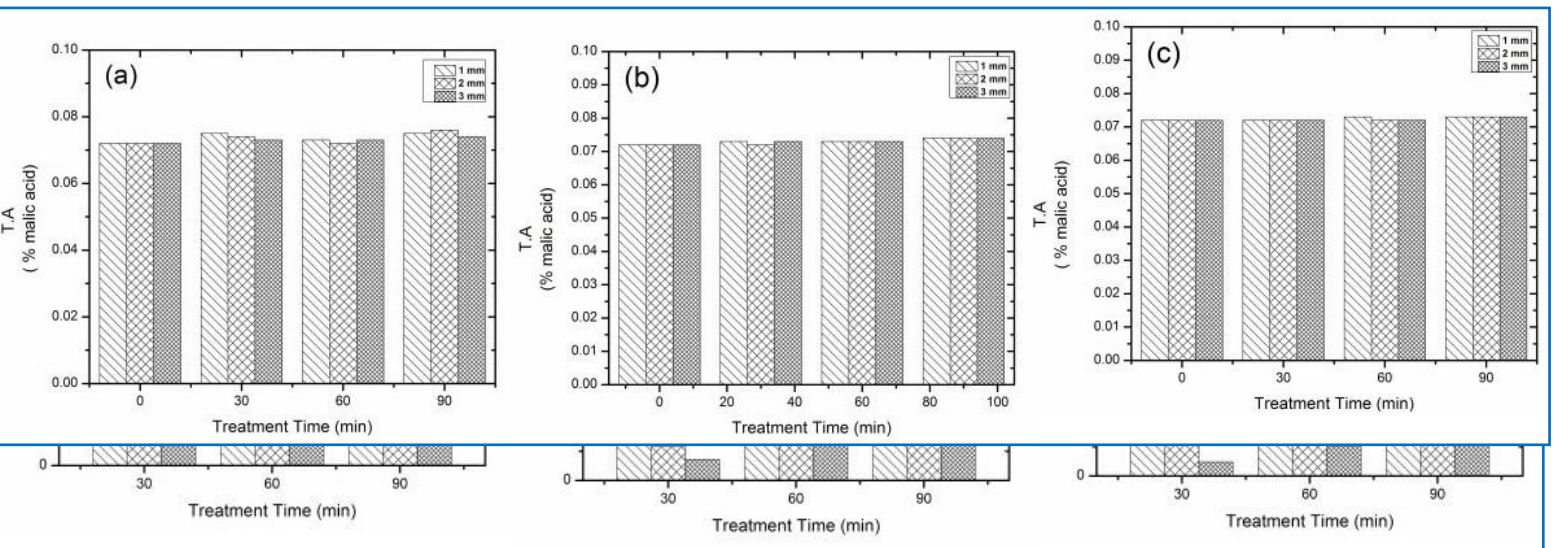 (a)
1 mm
2 mm
3 mm
0.10
0.08
0.06
0.04
0.02
0.00
T.A
( % malic acid)
0 30 60 90
Treatment Time (min)
(b)
1 mm
2 mm
3 mm
0.10
0.09
0.08
0.07
0.06
0.05
0.04
0.03
0.02
0.01
0.00
T.A
(% malic acid)
0 20 40 60 80 100
Treatment Time (min)
(c)
1 mm
2 mm
3 mm
0.10
0.09
0.08
0.07
0.06
0.05
0.04
0.03
0.02
0.01
0.00
T.A
( % malic acid)
0 30 60 90
Treatment Time (min)
0
30 60 90
Treatment Time (min)
0
30 60 90
Treatment Time (min)
0
30 60 90
Treatment Time (min)